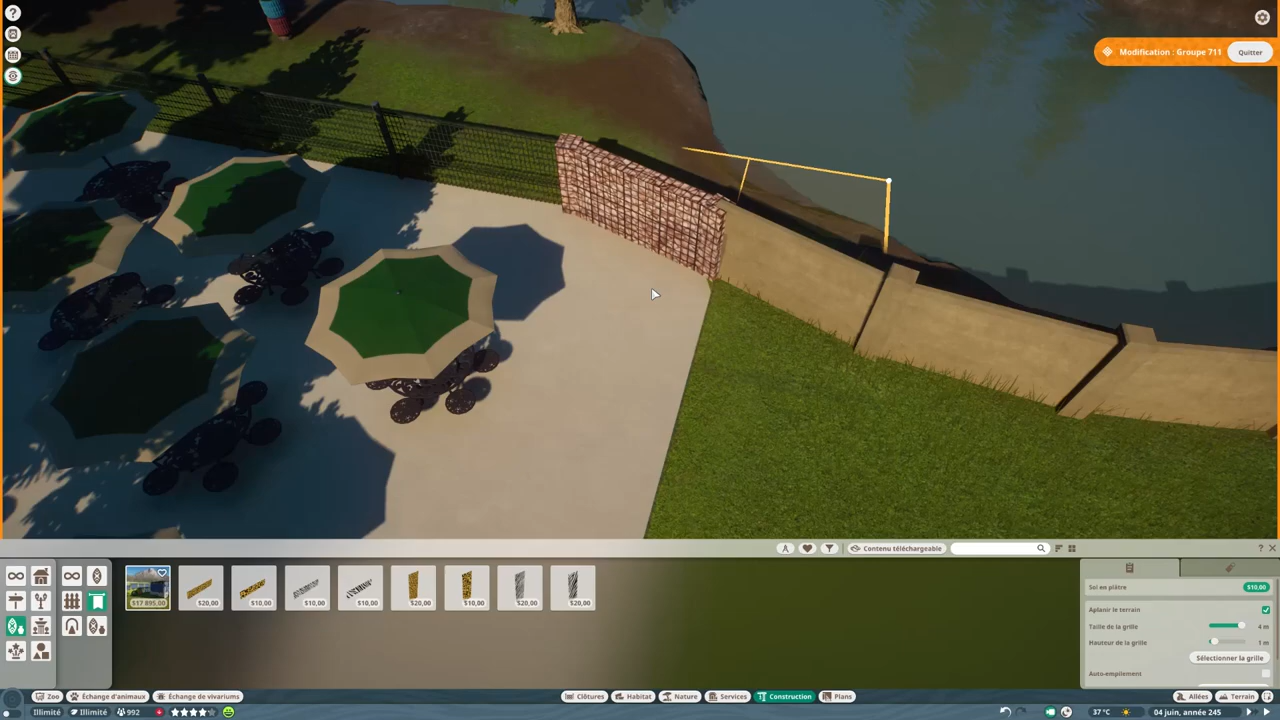 ?
Modification : Groupe 711
Quitter
Contenu téléchargeable
? ×
$17 895,00
$20,00
$10,00
$10,00
$10,00
$20,00
$10,00
$20,00
$20,00
Sol en plâtre $10,00
Aplanir le terrain
Taille de la grille 4 m
Hauteur de la grille 1 m
Sélectionner la grille
Auto-empilement
Zoo Échange d'animaux Échange de vivariums Clôtures Habitat Nature Services Construction Plans Allées Terrain
Illimité Illimité 992 37 °C 04 juin, année 245